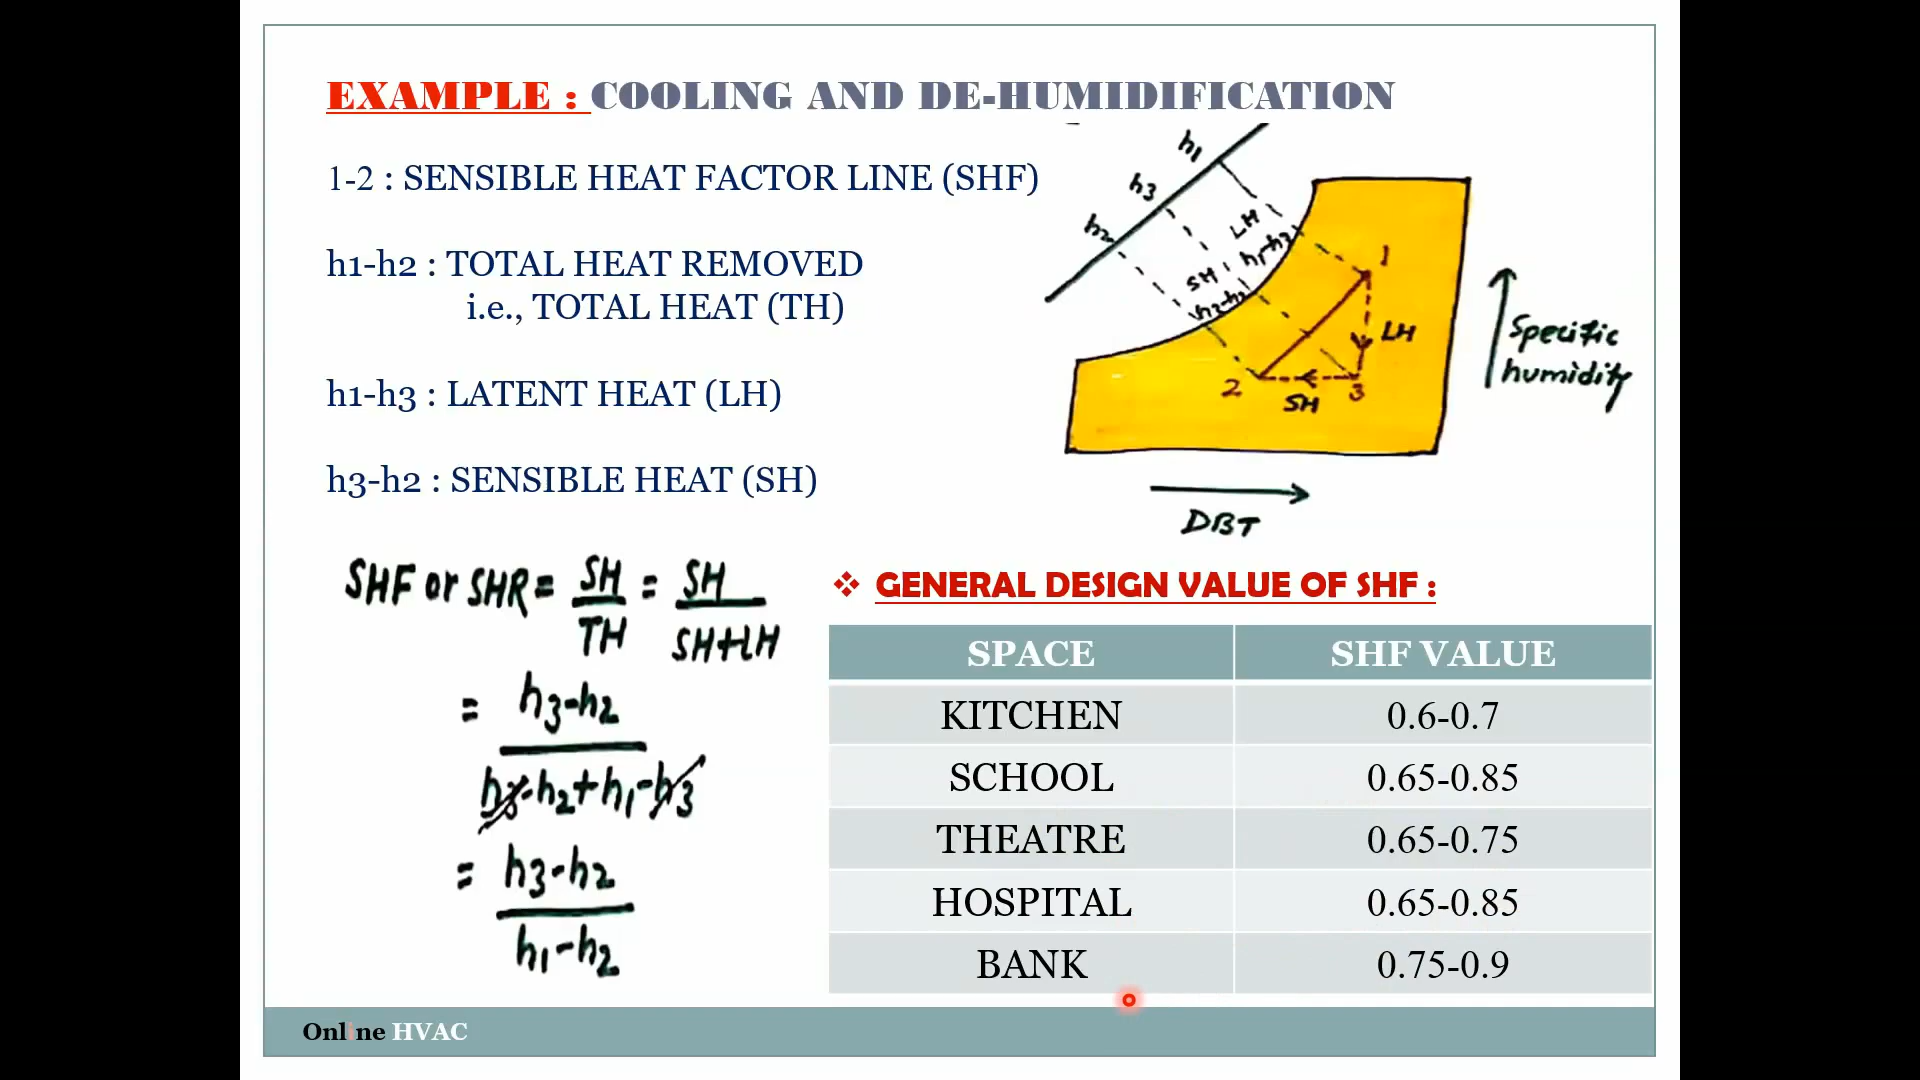 EXAMPLE : COOLING AND DE-HUMIDIFICATION
1-2 : SENSIBLE HEAT FACTOR LINE (SHF)
h1-h2 : TOTAL HEAT REMOVED
i.e., TOTAL HEAT (TH)
h1-h3 : LATENT HEAT (LH)
h3-h2 : SENSIBLE HEAT (SH)
h1
h3
h2
LH
h1-h3
SH
h3-h2
1
LH
2
SH
3
Specific
humidity
DBT
SHF or SHR = SH/TH = SH/SH+LH
= h3-h2
h3-h2+h1-h3
= h3-h2
h1-h2
❖ GENERAL DESIGN VALUE OF SHF :
SPACE SHF VALUE
KITCHEN 0.6-0.7
SCHOOL 0.65-0.85
THEATRE 0.65-0.75
HOSPITAL 0.65-0.85
BANK 0.75-0.9
Online HVAC